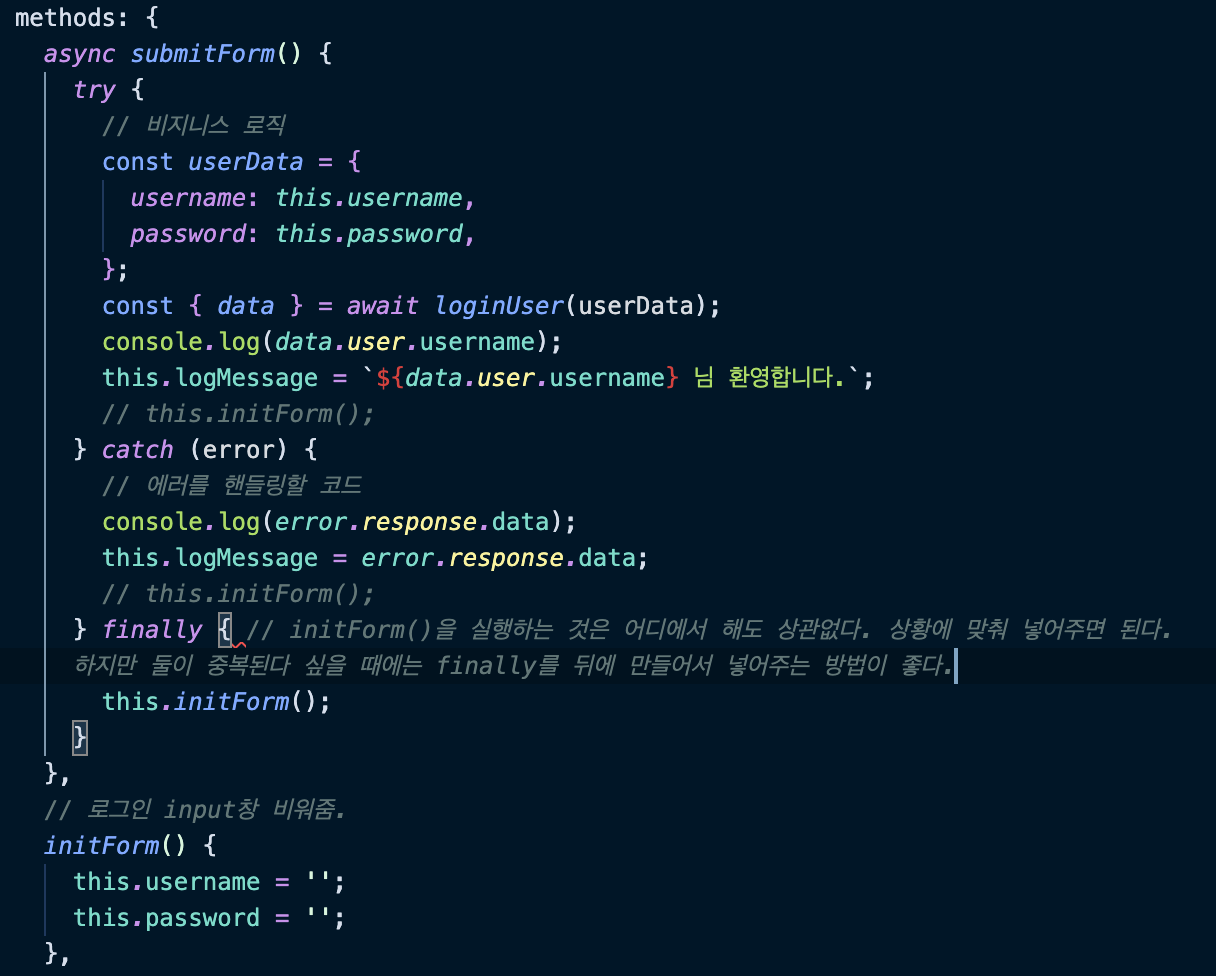 methods: {
async submitForm() {
try {
// 비지니스 로직
const userData = {
username: this.username,
password: this.password,
};
const { data } = await loginUser(userData);
console.log(data.user.username);
this.logMessage = `${data.user.username} 님 환영합니다.`;
// this.initForm();
} catch (error) {
// 에러를 핸들링할 코드
console.log(error.response.data);
this.logMessage = error.response.data;
// this.initForm();
} finally { // initForm()을 실행하는 것은 어디에서 해도 상관없다. 상황에 맞춰 넣어주면 된다.
하지만 둘이 중복된다 싶을 때에는 finally를 뒤에 만들어서 넣어주는 방법이 좋다.
this.initForm();
}
},
// 로그인 input창 비워줌.
initForm() {
this.username = '';
this.password = '';
},